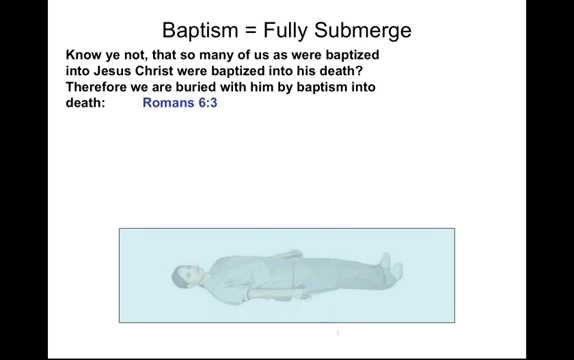 Baptism = Fully Submerge
Know ye not, that so many of us as were baptized
into Jesus Christ were baptized into his death?
Therefore we are buried with him by baptism into
death: Romans 6:3